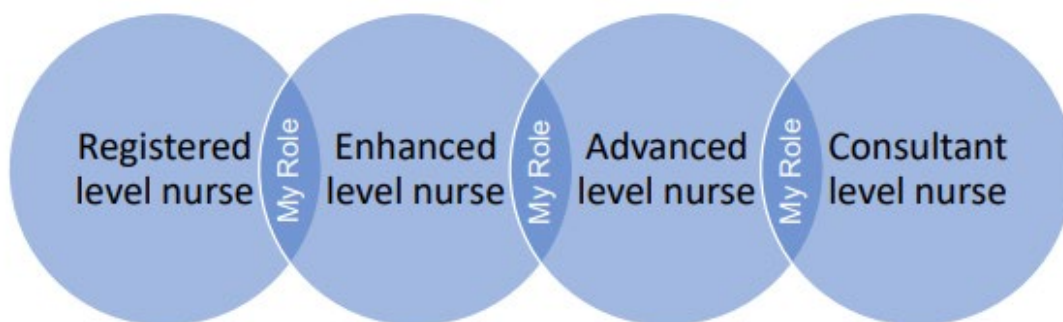 Registered
level nurse
My Role
Enhanced
level nurse
My Role
Advanced
level nurse
My Role
Consultant
level nurse